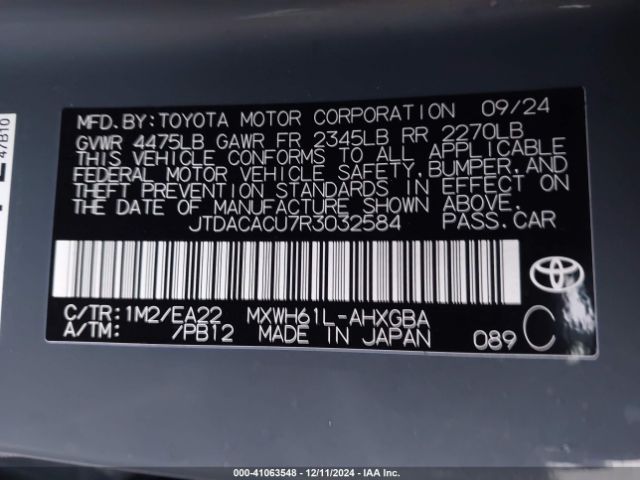 47B10
MFD.BY:TOYOTA MOTOR CORPORATION 09/24
GVWR 4475LB GAWR FR 2345LB RR 2270LB
THIS VEHICLE CONFORMS TO ALL APPLICABLE
FEDERAL MOTOR VEHICLE SAFETY,BUMPER,AND
THEFT PREVENTION STANDARDS IN EFFECT ON
THE DATE OF MANUFACTURE SHOWN ABOVE.
JTDACACU7R3032584 PASS.CAR
C/TR:1M2/EA22 MXWH61L-AHXGBA
A/TM: /PB12 MADE IN JAPAN 089 C
000-41063548 - 12/11/2024 - IAAI.COM